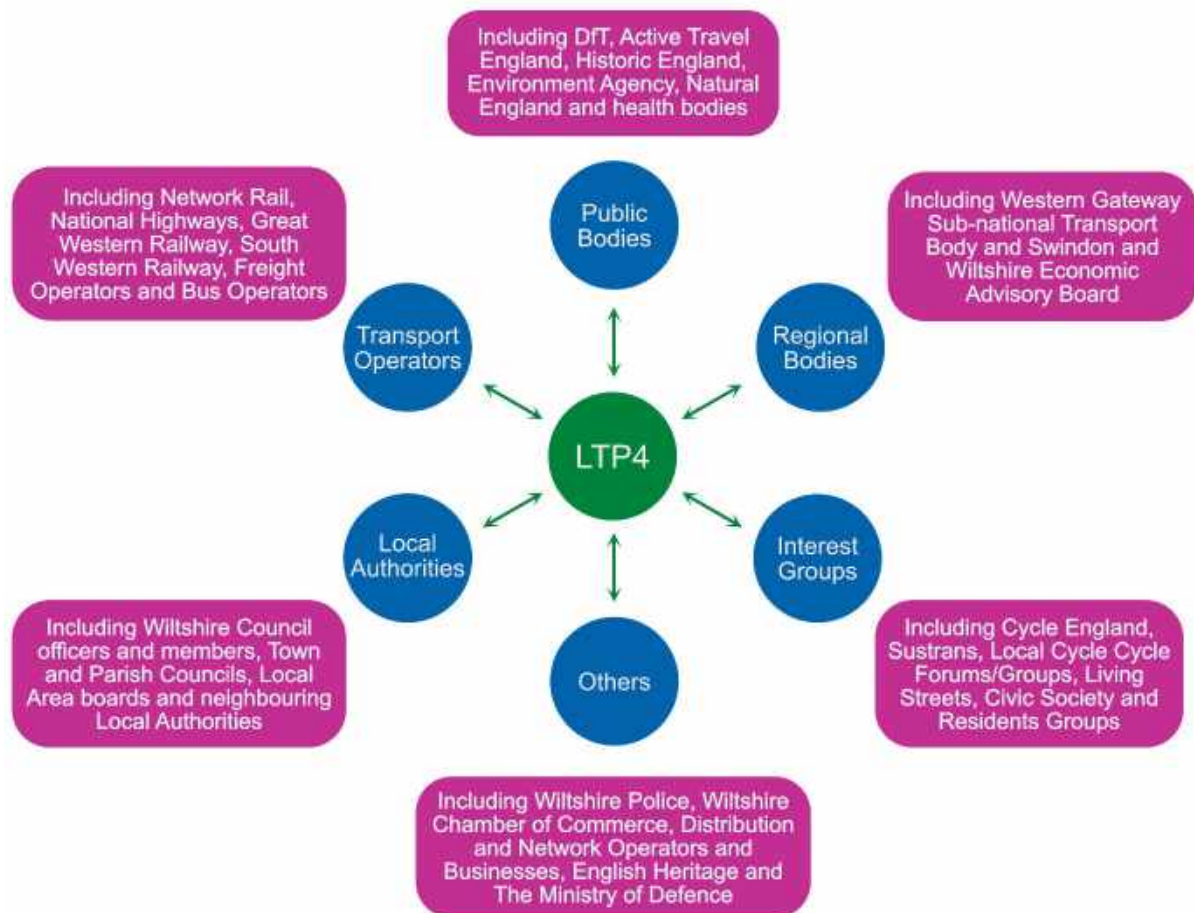 Including DfT, Active Travel
England, Historic England,
Environment Agency, Natural
England and health bodies
Public
Bodies
Including Network Rail,
National Highways, Great
Western Railway, South
Western Railway, Freight
Operators and Bus Operators
Transport
Operators
Including Western Gateway
Sub-national Transport
Body and Swindon and
Wiltshire Economic
Advisory Board
Regional
Bodies
LTP4
Local
Authorities
Including Wiltshire Council
officers and members, Town
and Parish Councils, Local
Area boards and neighbouring
Local Authorities
Interest
Groups
Including Cycle England,
Sustrans, Local Cycle Cycle
Forums/Groups, Living
Streets, Civic Society and
Residents Groups
Others
Including Wiltshire Police, Wiltshire
Chamber of Commerce, Distribution
and Network Operators and
Businesses, English Heritage and
The Ministry of Defence